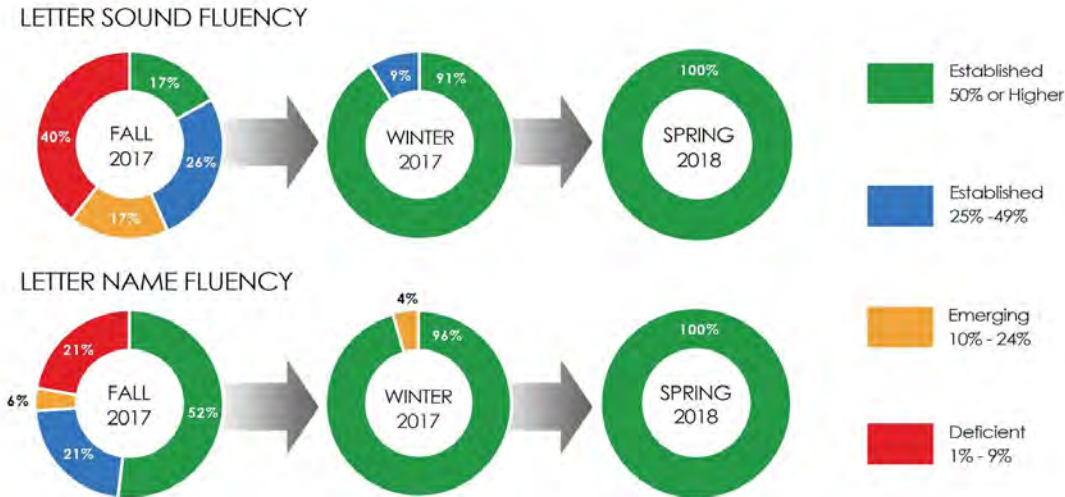 LETTER SOUND FLUENCY
17%
26%
17%
40%
FALL
2017
9%
91%
WINTER
2017
100%
SPRING
2018
LETTER NAME FLUENCY
52%
21%
6%
21%
FALL
2017
4%
96%
WINTER
2017
100%
SPRING
2018
Established
50% or Higher
Established
25% -49%
Emerging
10% - 24%
Deficient
1% - 9%